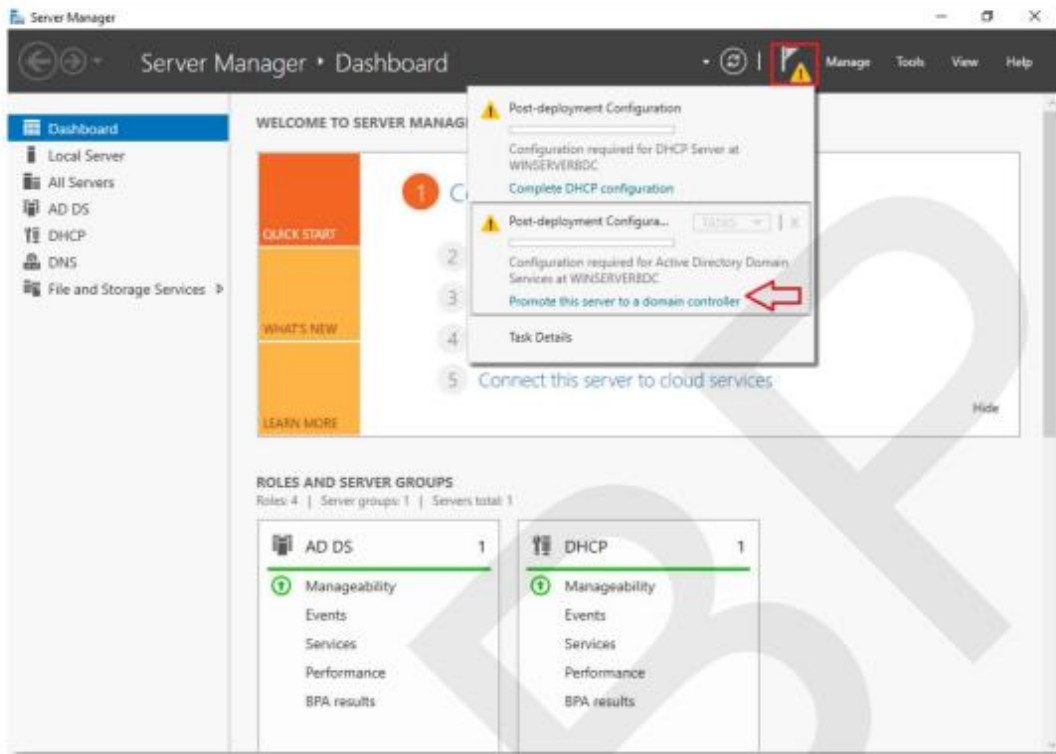 Server Manager
Server Manager • Dashboard
Manage Tools View Help
Dashboard
Local Server
All Servers
AD DS
DHCP
DNS
File and Storage Services
WELCOME TO SERVER MANAG
QUICK START
WHAT'S NEW
LEARN MORE
1 Co
2
3
4
5 Connect this server to cloud services
Hide
Post-deployment Configuration
Configuration required for DHCP Server at
WINSERVERBDC
Complete DHCP configuration
Post-deployment Configura... TASKS
Configuration required for Active Directory Domain
Services at WINSERVERBDC
Promote this server to a domain controller
Task Details
ROLES AND SERVER GROUPS
Roles: 4 | Server groups: 1 | Servers total: 1
AD DS 1
Manageability
Events
Services
Performance
BPA results
DHCP 1
Manageability
Events
Services
Performance
BPA results
BP